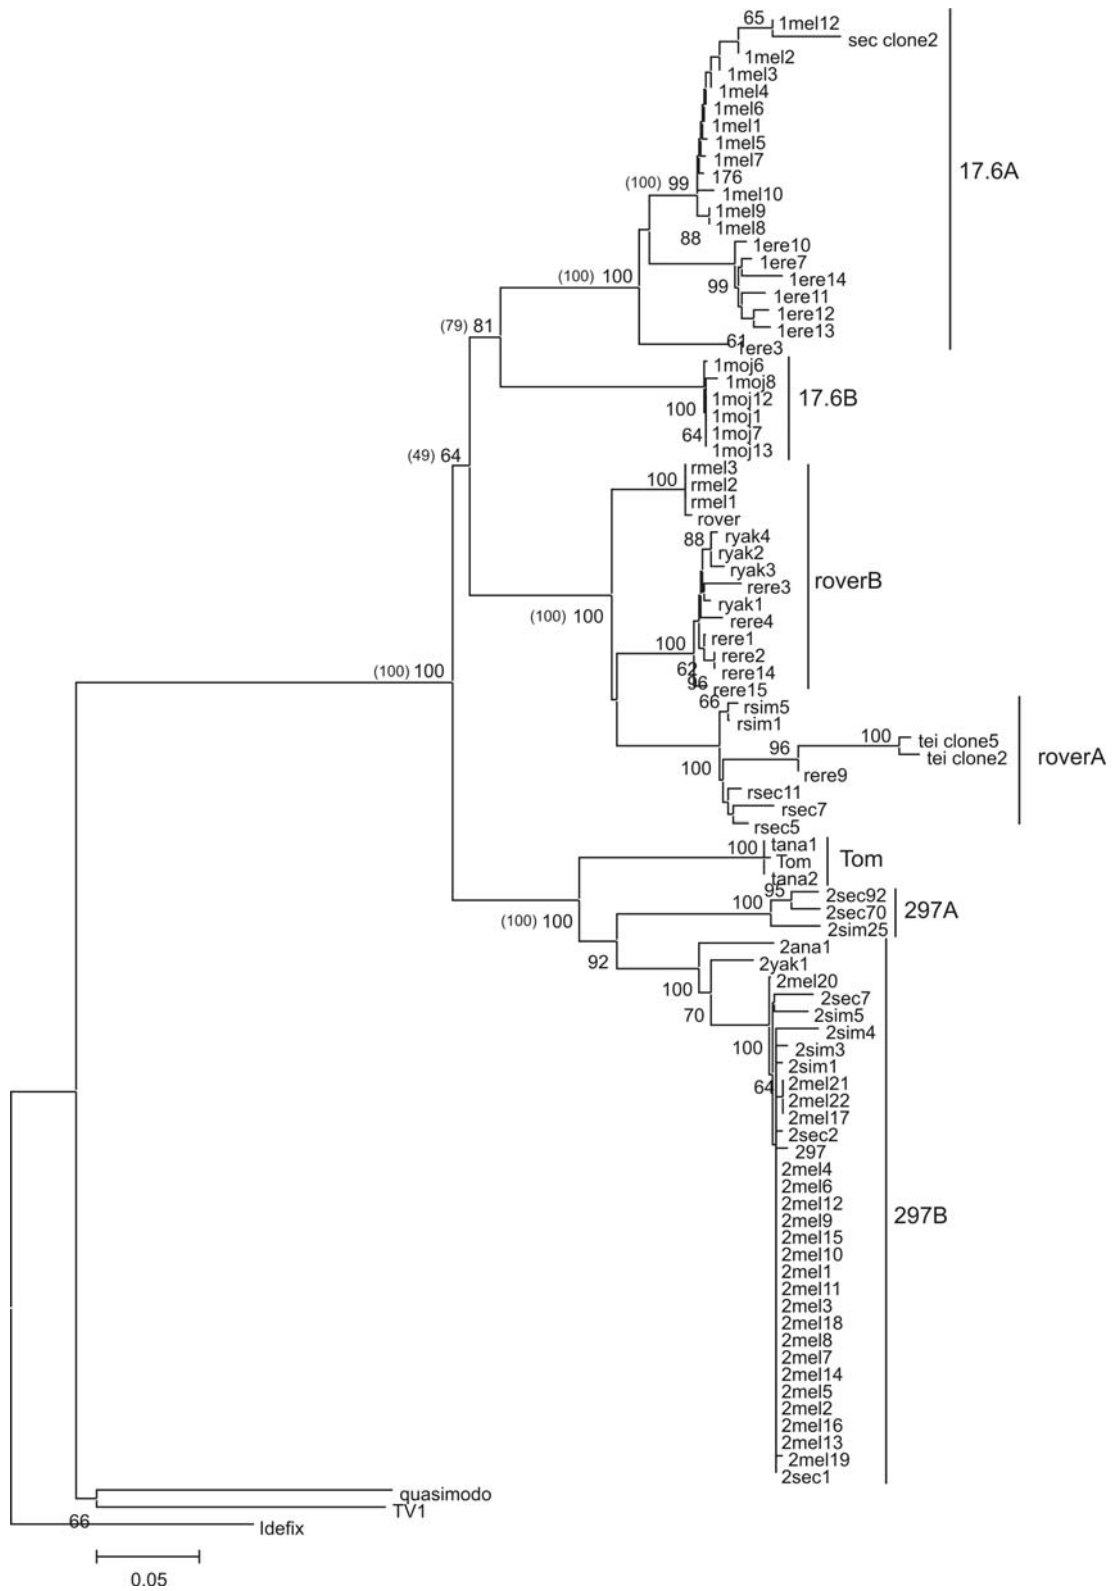 65 1mel12
sec clone2
1mel2
1mel3
1mel4
1mel6
1mel1
1mel5
1mel7
176
17.6A
(100) 99
1mel10
1mel9
1mel8
88
1ere10
1ere7
(100) 100
99
1ere14
1ere11
1ere12
1ere13
(79) 81
61
1ere3
1moj6
1moj8
1moj12
17.6B
100
1moj1
64 1moj7
1moj13
(49) 64
rmel3
100 rmel2
rmel1
rover
88 ryak4
ryak2
ryak3
roverB
rere3
ryak1
(100) 100
rere4
100 rere1
rere2
62
(100) 100
rere14
96
rere15
66 rsim5
rsim1
100 tei clone5
96
tei clone2
roverA
100
rere9
rsec11
rsec7
rsec5
100 tana1
Tom
Tom
tana2
95 2sec92
100
2sec70
297A
(100) 100
2sim25
2ana1
92
2yak1
2mel20
100
2sec7
70
2sim5
2sim4
100 2sim3
2sim1
64 2mel21
2mel22
2mel17
2sec2
297
2mel4
2mel6
2mel12
297B
2mel9
2mel15
2mel10
2mel1
2mel11
2mel3
2mel18
2mel8
2mel7
2mel14
2mel5
2mel2
2mel16
2mel13
2mel19
2sec1
quasimodo
TV1
66
Idefix
0.05